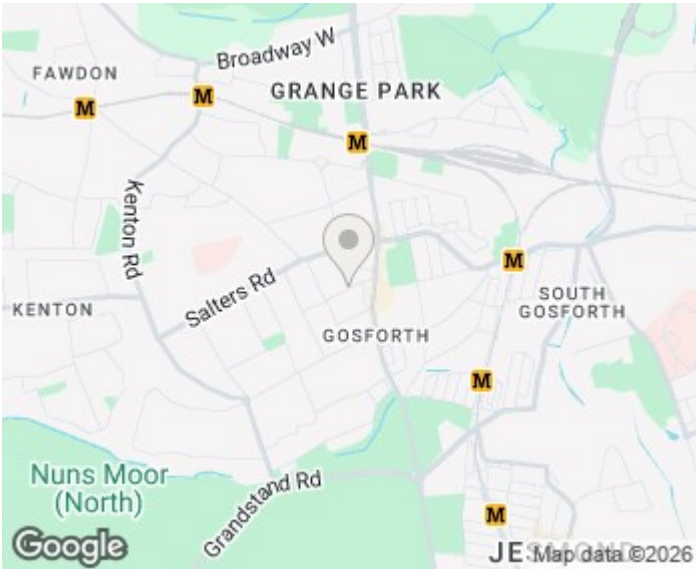 Broadway W
FAWDON
GRANGE PARK
M
M
M
Kenton Rd
Salters Rd
M
KENTON
SOUTH
GOSFORTH
GOSFORTH
M
Nuns Moor
(North)
Grandstand Rd
M
Google
Map data ©2026